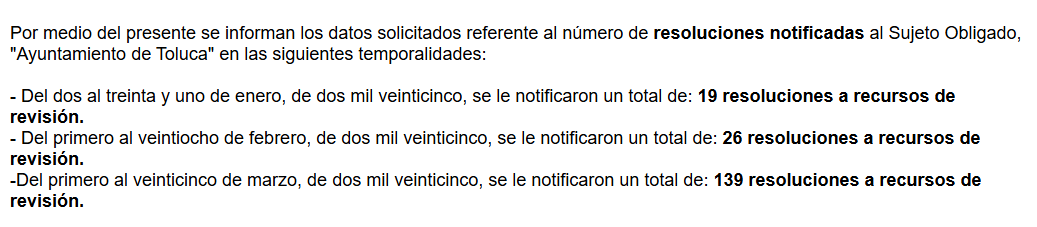 Por medio del presente se informan los datos solicitados referente al número de resoluciones notificadas al Sujeto Obligado,
"Ayuntamiento de Toluca" en las siguientes temporalidades:
- Del dos al treinta y uno de enero, de dos mil veinticinco, se le notificaron un total de: 19 resoluciones a recursos de
revisión.
- Del primero al veintiocho de febrero, de dos mil veinticinco, se le notificaron un total de: 26 resoluciones a recursos de
revisión.
-Del primero al veinticinco de marzo, de dos mil veinticinco, se le notificaron un total de: 139 resoluciones a recursos de
revisión.